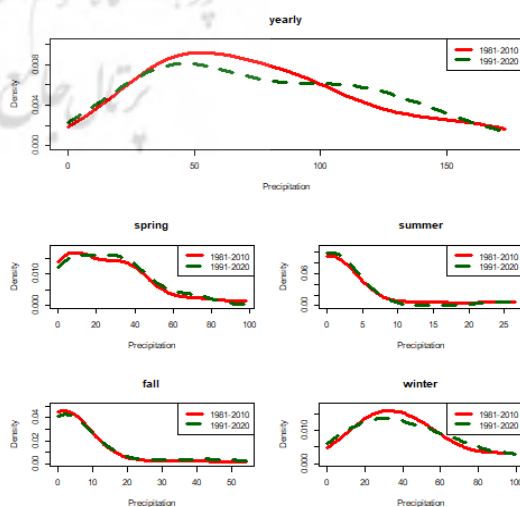 yearly
1981-2010
1991-2020
Density
0.000
0.004
0.008
0 50 100 150
Precipitation
spring
1981-2010
1991-2020
Density
0.000
0.010
0 20 40 60 80 100
Precipitation
summer
1981-2010
1991-2020
Density
0.00
0.06
0 5 10 15 20 25
Precipitation
fall
1981-2010
1991-2020
Density
0.00
0.02
0.04
0 10 20 30 40 50
Precipitation
winter
1981-2010
1991-2020
Density
0.000
0.010
0 20 40 60 80 100
Precipitation